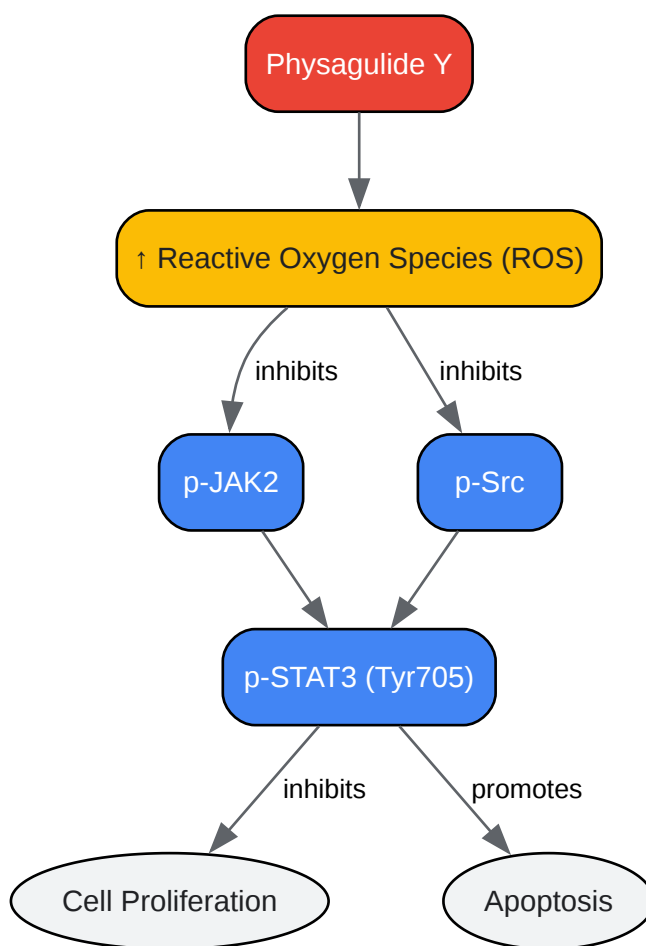 Physagulide Y
↑ Reactive Oxygen Species (ROS)
inhibits
inhibits
p-JAK2
p-Src
p-STAT3 (Tyr705)
inhibits
promotes
Cell Proliferation
Apoptosis